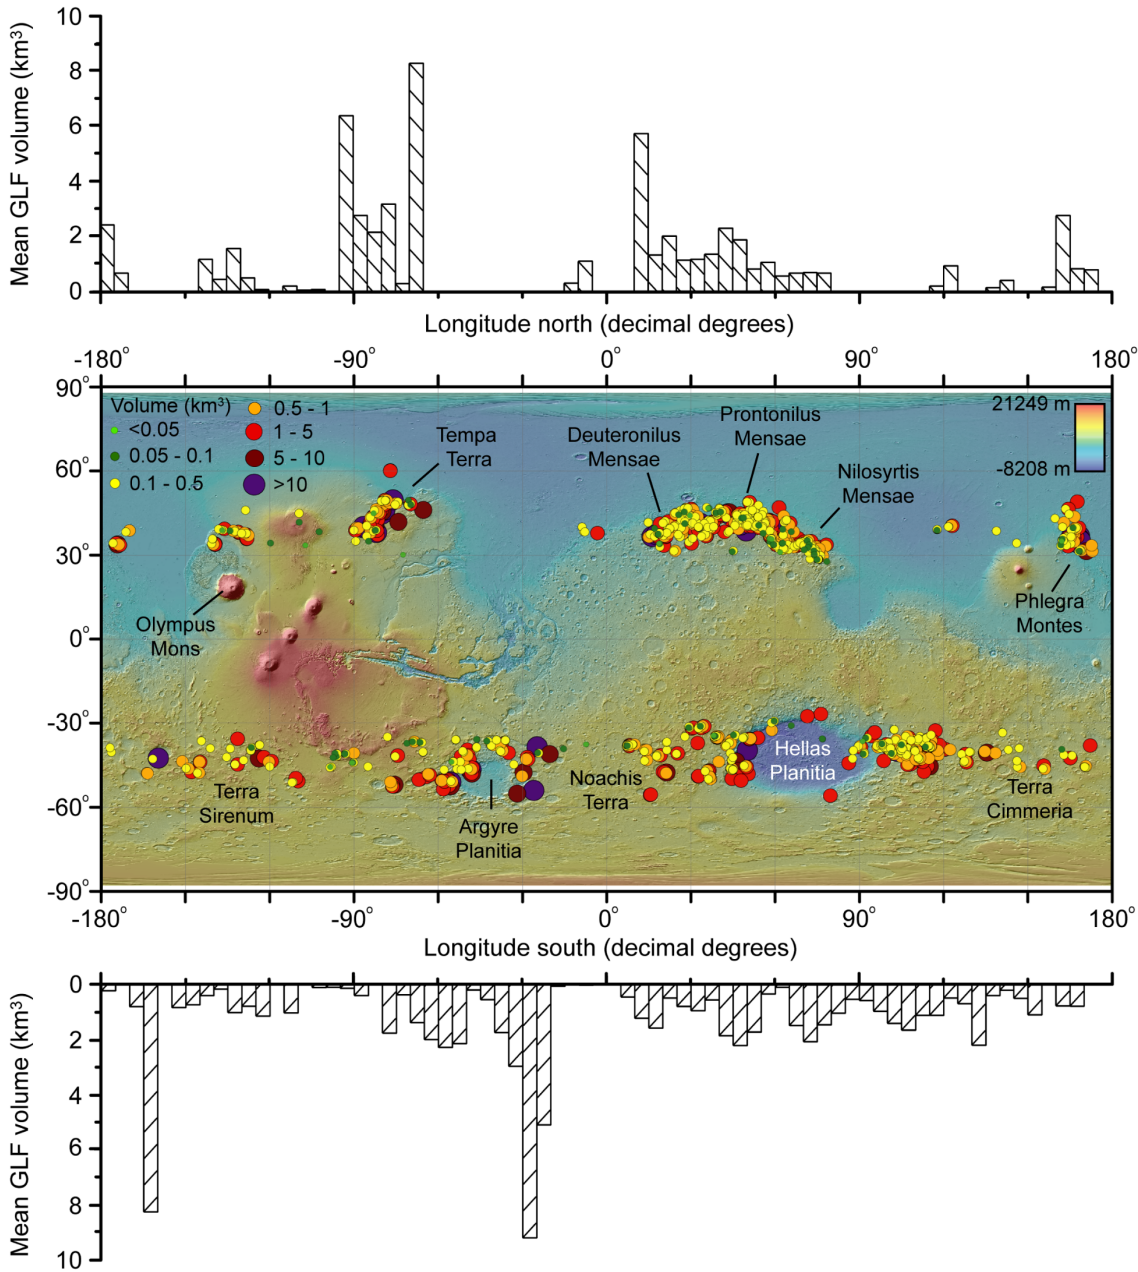 10
8
6
4
2
0
Mean GLF volume (km³)
Longitude north (decimal degrees)
-180° -90° 0° 90° 180°
90°
60°
30°
0°
-30°
-60°
-90°
Volume (km³)
<0.05
0.05 - 0.1
0.1 - 0.5
0.5 - 1
1 - 5
5 - 10
>10
Tempa
Terra
Deuteronilus
Mensae
Prontonilus
Mensae
Nilosyrtis
Mensae
21249 m
-8208 m
Olympus
Mons
Phlegra
Montes
Terra
Sirenum
Argyre
Planitia
Noachis
Terra
Hellas
Planitia
Terra
Cimmeria
-180° -90° 0° 90° 180°
Longitude south (decimal degrees)
0
2
4
6
8
10
Mean GLF volume (km³)